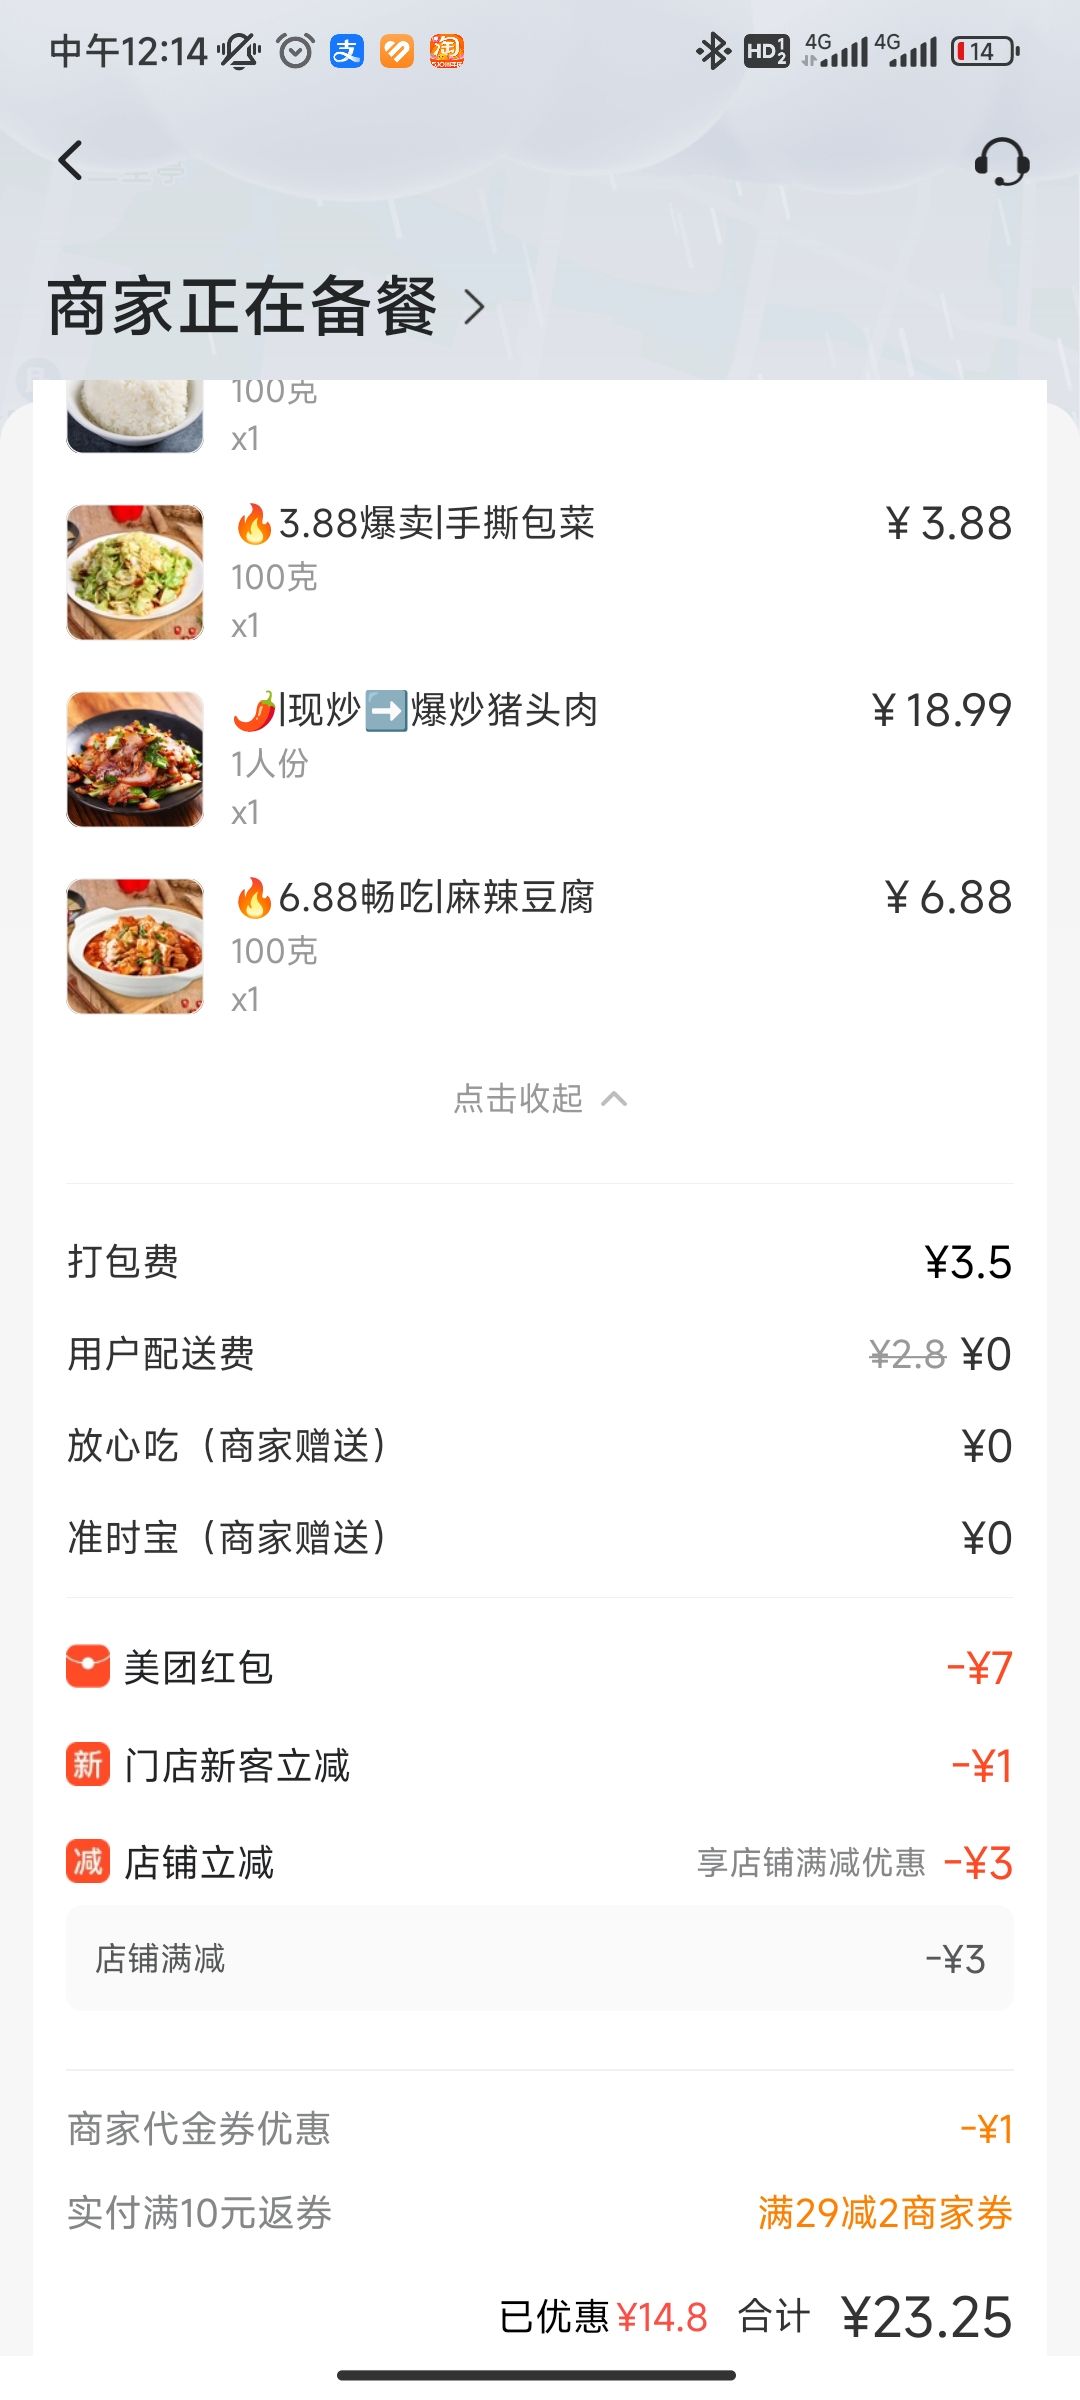 中午12:14
支
淘
HD 1 2
4G
4G
14
商家正在备餐
100克
x1
🔥3.88爆卖|手撕包菜
¥3.88
100克
x1
🌶️|现炒➡️爆炒猪头肉
¥18.99
1人份
x1
🔥6.88畅吃|麻辣豆腐
¥6.88
100克
x1
点击收起
打包费
¥3.5
用户配送费
¥2.8 ¥0
放心吃（商家赠送）
¥0
准时宝（商家赠送）
¥0
美团红包
-¥7
新 门店新客立减
-¥1
减 店铺立减
享店铺满减优惠 -¥3
店铺满减
-¥3
商家代金券优惠
-¥1
实付满10元返券
满29减2商家券
已优惠¥14.8 合计 ¥23.25